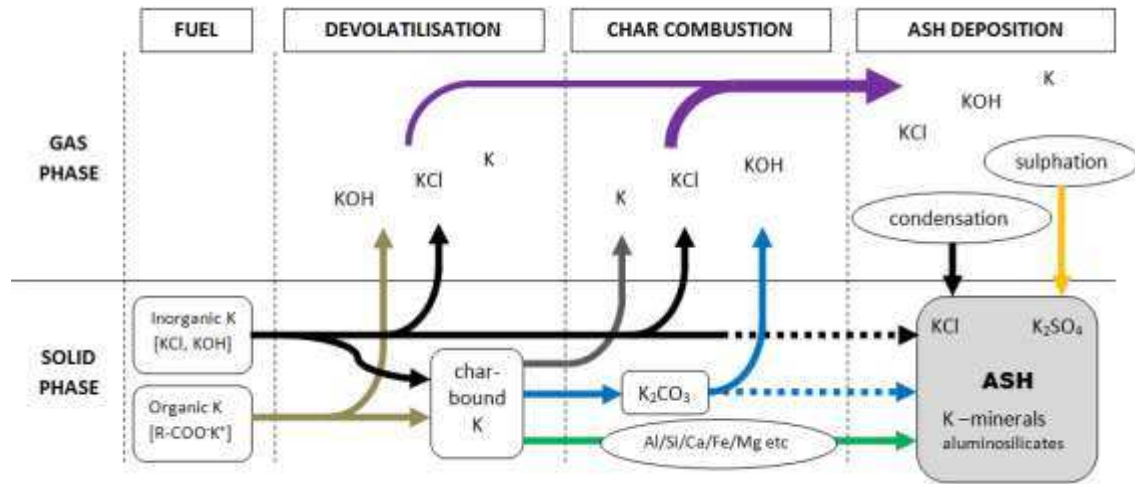 FUEL
DEVOLATILISATION
CHAR COMBUSTION
ASH DEPOSITION
GAS
PHASE
KOH
KCl
K
K
KCl
KOH
KCl
KOH
K
sulphation
condensation
SOLID
PHASE
Inorganic K
[KCl, KOH]
Organic K
[R-COO⁻K⁺]
char-
bound
K
K₂CO₃
Al/Si/Ca/Fe/Mg etc
KCl
K₂SO₄
ASH
K –minerals
aluminosilicates